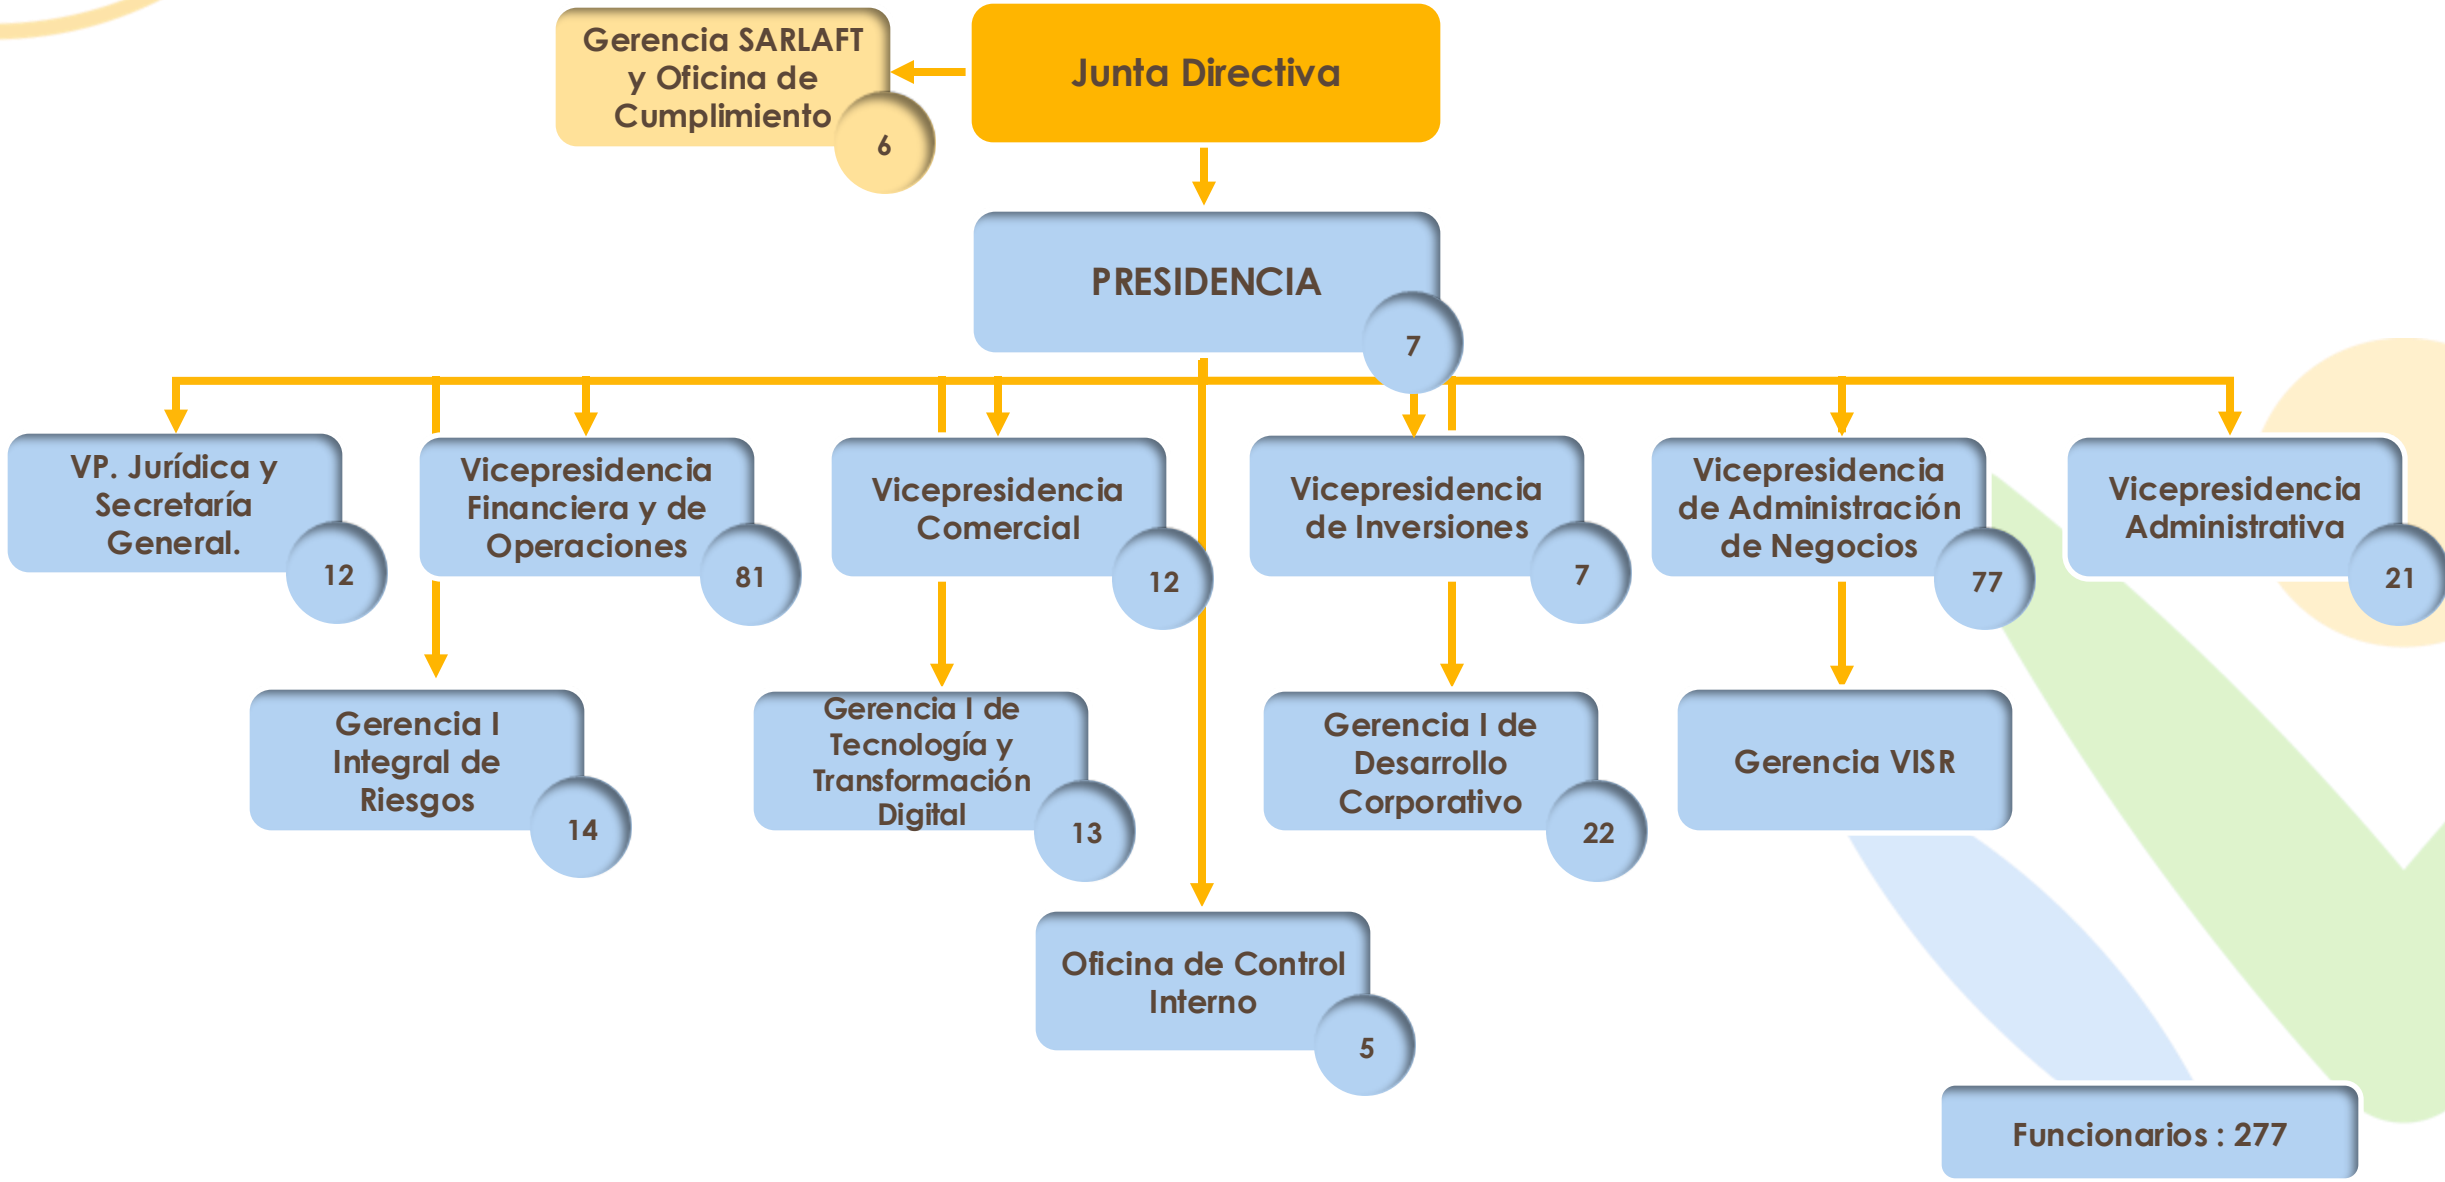 Gerencia SARLAFT
y Oficina de
Cumplimiento
6
Junta Directiva
PRESIDENCIA
7
VP. Jurídica y
Secretaría
General.
12
Vicepresidencia
Financiera y de
Operaciones
81
Vicepresidencia
Comercial
12
Vicepresidencia
de Inversiones
7
Vicepresidencia
de Administración
de Negocios
77
Vicepresidencia
Administrativa
21
Gerencia I
Integral de
Riesgos
14
Gerencia I de
Tecnología y
Transformación
Digital
13
Gerencia I de
Desarrollo
Corporativo
22
Gerencia VISR
Oficina de Control
Interno
5
Funcionarios : 277